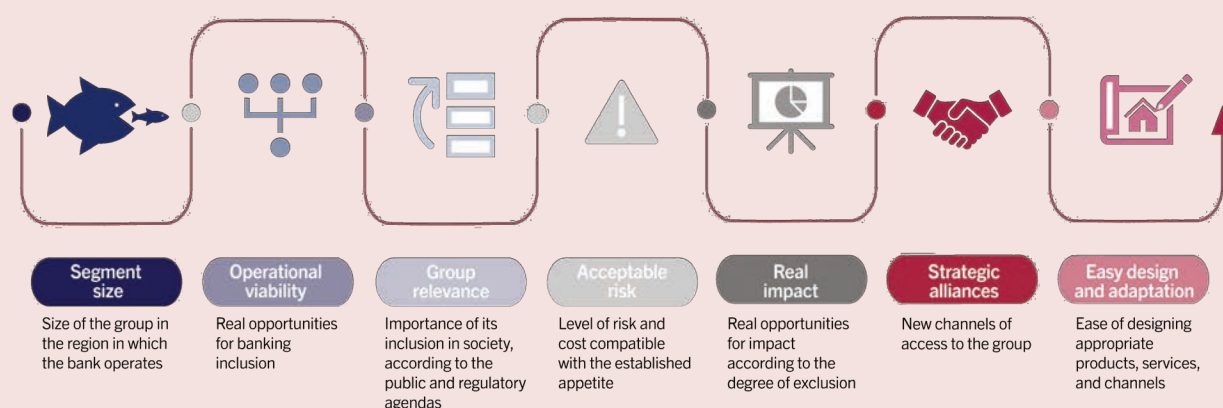 Segment
size
Size of the group in
the region in which
the bank operates
Operational
viability
Real opportunities
for banking
inclusion
Group
relevance
Importance of its
inclusion in society,
according to the
public and regulatory
agendas
Acceptable
risk
Level of risk and
cost compatible
with the established
appetite
Real
impact
Real opportunities
for impact
according to the
degree of exclusion
Strategic
alliances
New channels of
access to the group
Easy design
and adaptation
Ease of designing
appropriate
products, services,
and channels